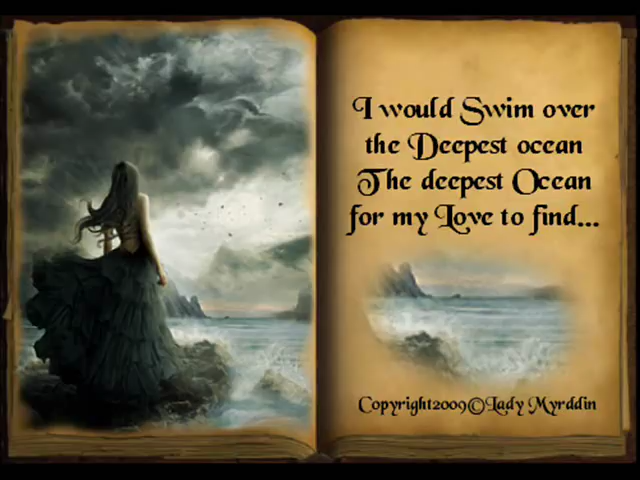 I would Swim over
the Deepest ocean
The deepest Ocean
for my Love to find...
Copyright2009©Lady Myrddin